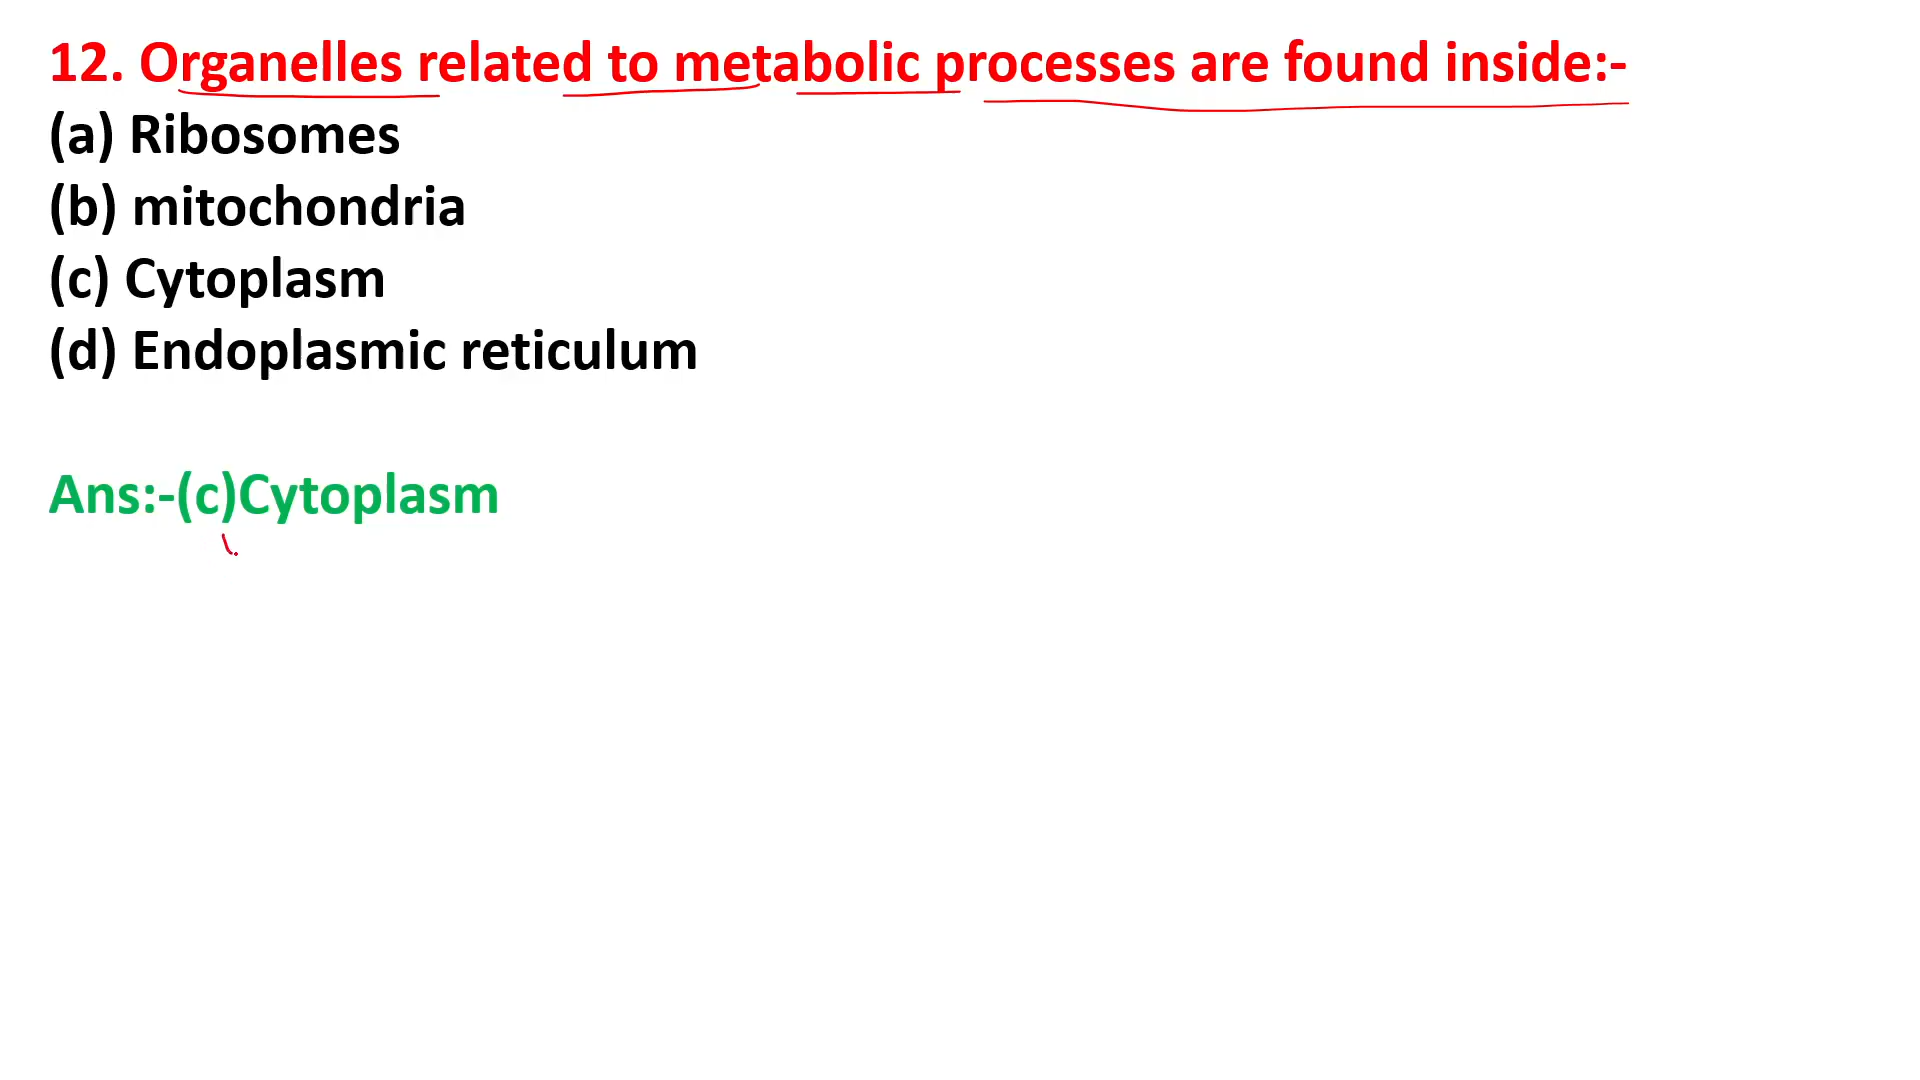 12. Organelles related to metabolic processes are found inside:-
(a) Ribosomes
(b) mitochondria
(c) Cytoplasm
(d) Endoplasmic reticulum
Ans:-(c)Cytoplasm